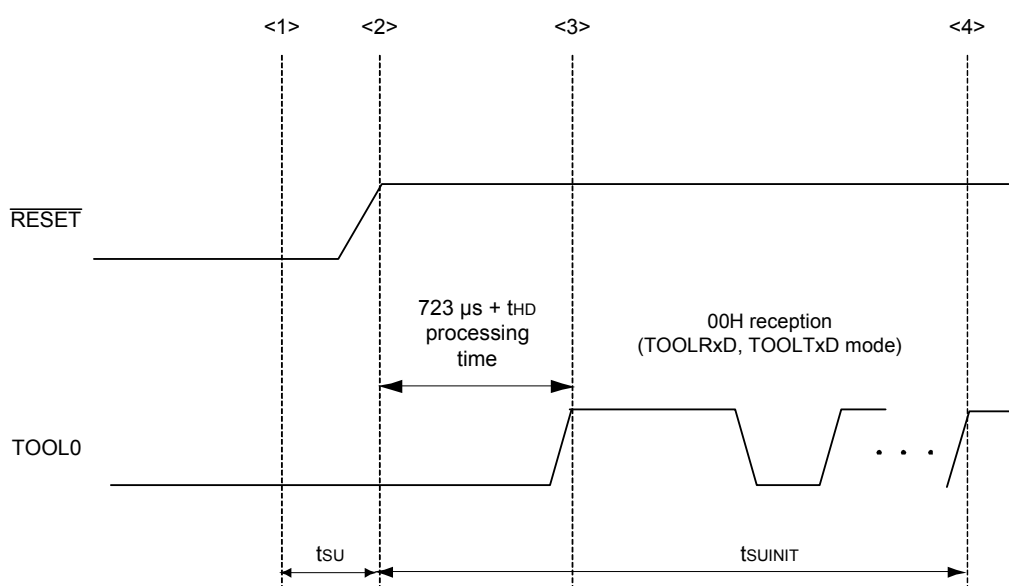 <1> <2> <3> <4>
RESET
723 µs + tHD
processing
time
00H reception
(TOOLRxD, TOOLTxD mode)
TOOL0
. . .
tSU tSUINIT